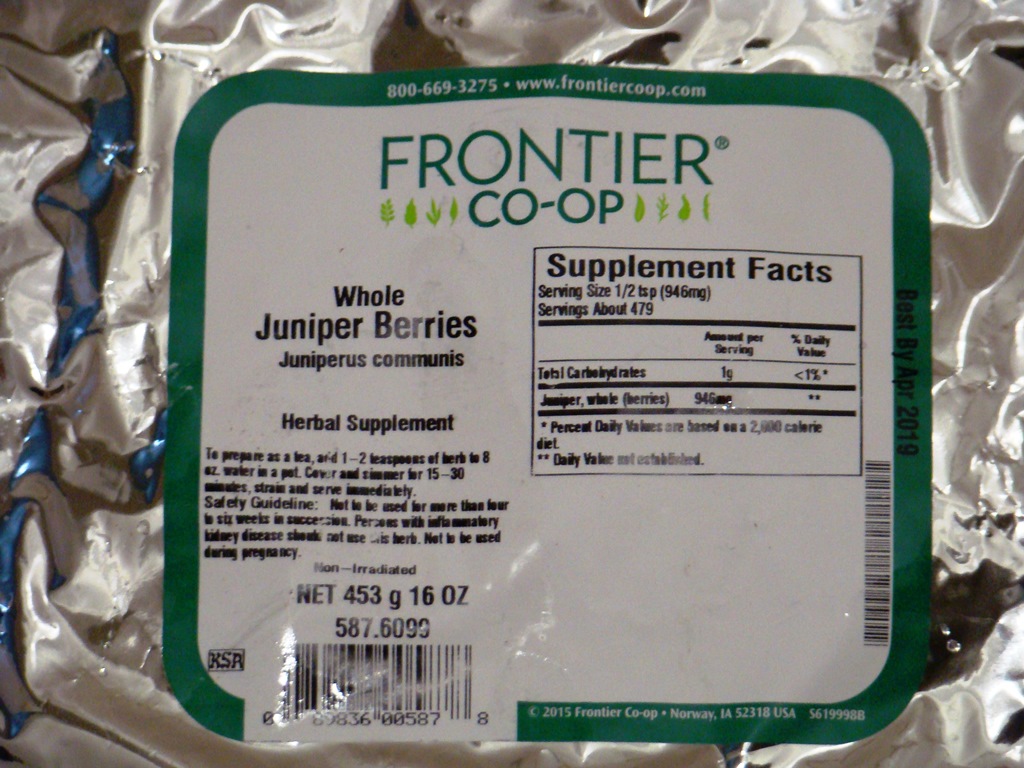 800-669-3275 • www.frontiercoop.com
FRONTIER®
CO-OP
Whole
Juniper Berries
Juniperus communis
Herbal Supplement
To prepare as a tea, add 1-2 teaspoons of herb to 8
oz. water in a pot. Cover and simmer for 15-30
minutes, strain and serve immediately.
Safety Guideline: Not to be used for more than four
to six weeks in succession. Persons with inflammatory
kidney disease should not use this herb. Not to be used
during pregnancy.
Non-Irradiated
NET 453 g 16 OZ
587.6099
KSA
0 89836 00587 8
Supplement Facts
Serving Size 1/2 tsp (946mg)
Servings About 479
Amount per Serving
% Daily Value
Total Carbohydrates 1g <1%*
Juniper, whole (berries) 946mg **
* Percent Daily Values are based on a 2,000 calorie
diet.
** Daily Value not established.
Best By Apr 2019
© 2015 Frontier Co-op • Norway, IA 52318 USA S619998B